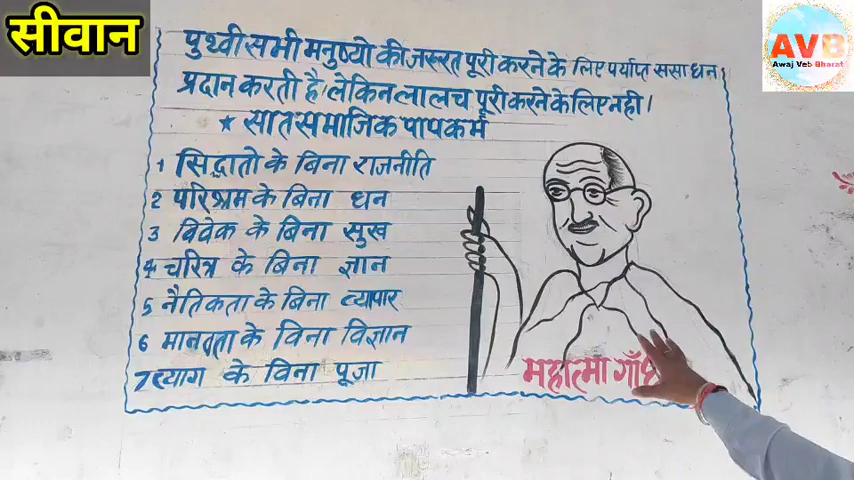 सीवान
AVB
Awaj Veb Bharat
पुथ्वी सभी मनुष्यो की जरुरत पूरी करने के लिए पर्याप्त ससाधन
प्रदान करती है। लेकिन लालच पूरी करने के लिए नही।
★ सात समाजिक पापकर्म
1 सिद्धातो के बिना राजनीति
2 परिश्रम के बिना धन
3 विवेक के बिना सुख
4 चरित्र के बिना ज्ञान
5 नैतिकता के बिना व्यापार
6 मानवता के विना विज्ञान
7 त्याग के विना पूजा
महात्मा